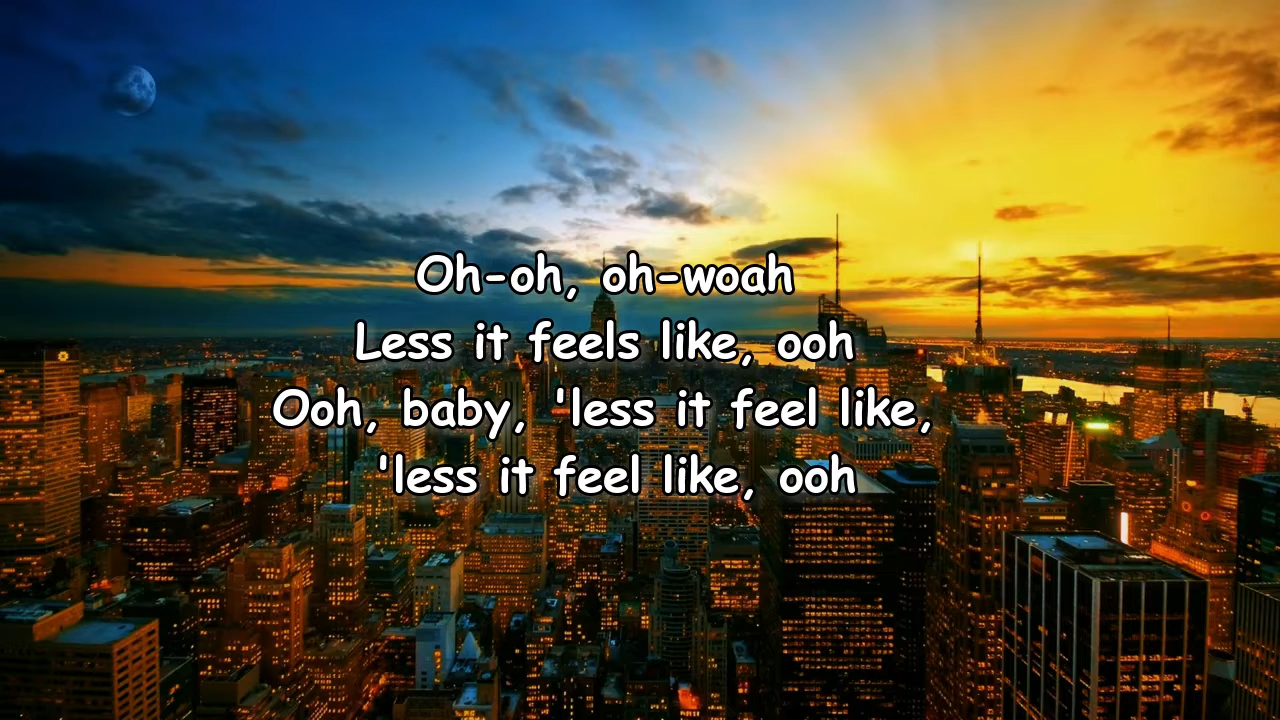 Oh-oh, oh-woah
Less it feels like, ooh
Ooh, baby, 'less it feel like,
'less it feel like, ooh